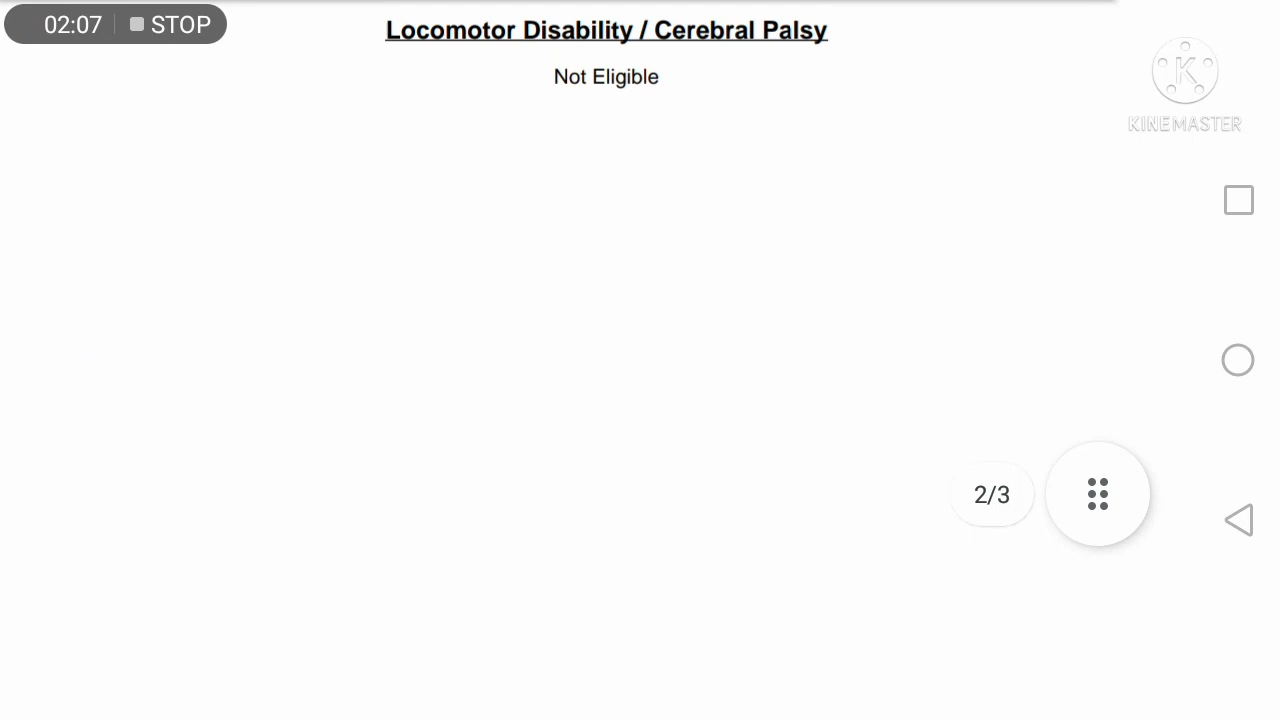 02:07 STOP
Locomotor Disability / Cerebral Palsy
Not Eligible
K
KINEMASTER
2/3